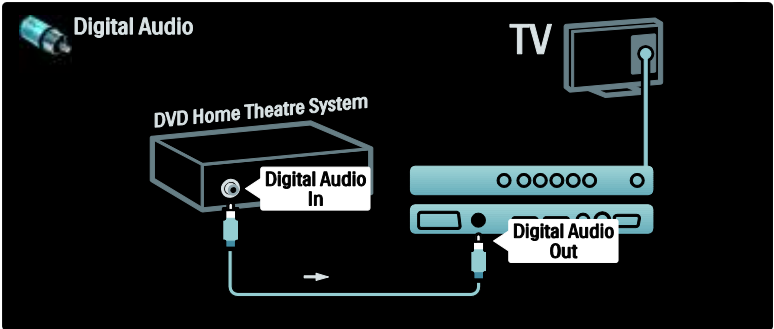 Digital Audio
TV
DVD Home Theatre System
Digital Audio
In
Digital Audio
Out